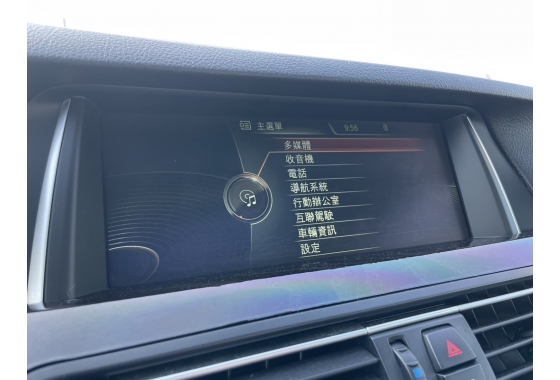 主選單
9:56
多媒體
收音機
電話
導航系統
行動辦公室
互聯駕駛
車輛資訊
設定